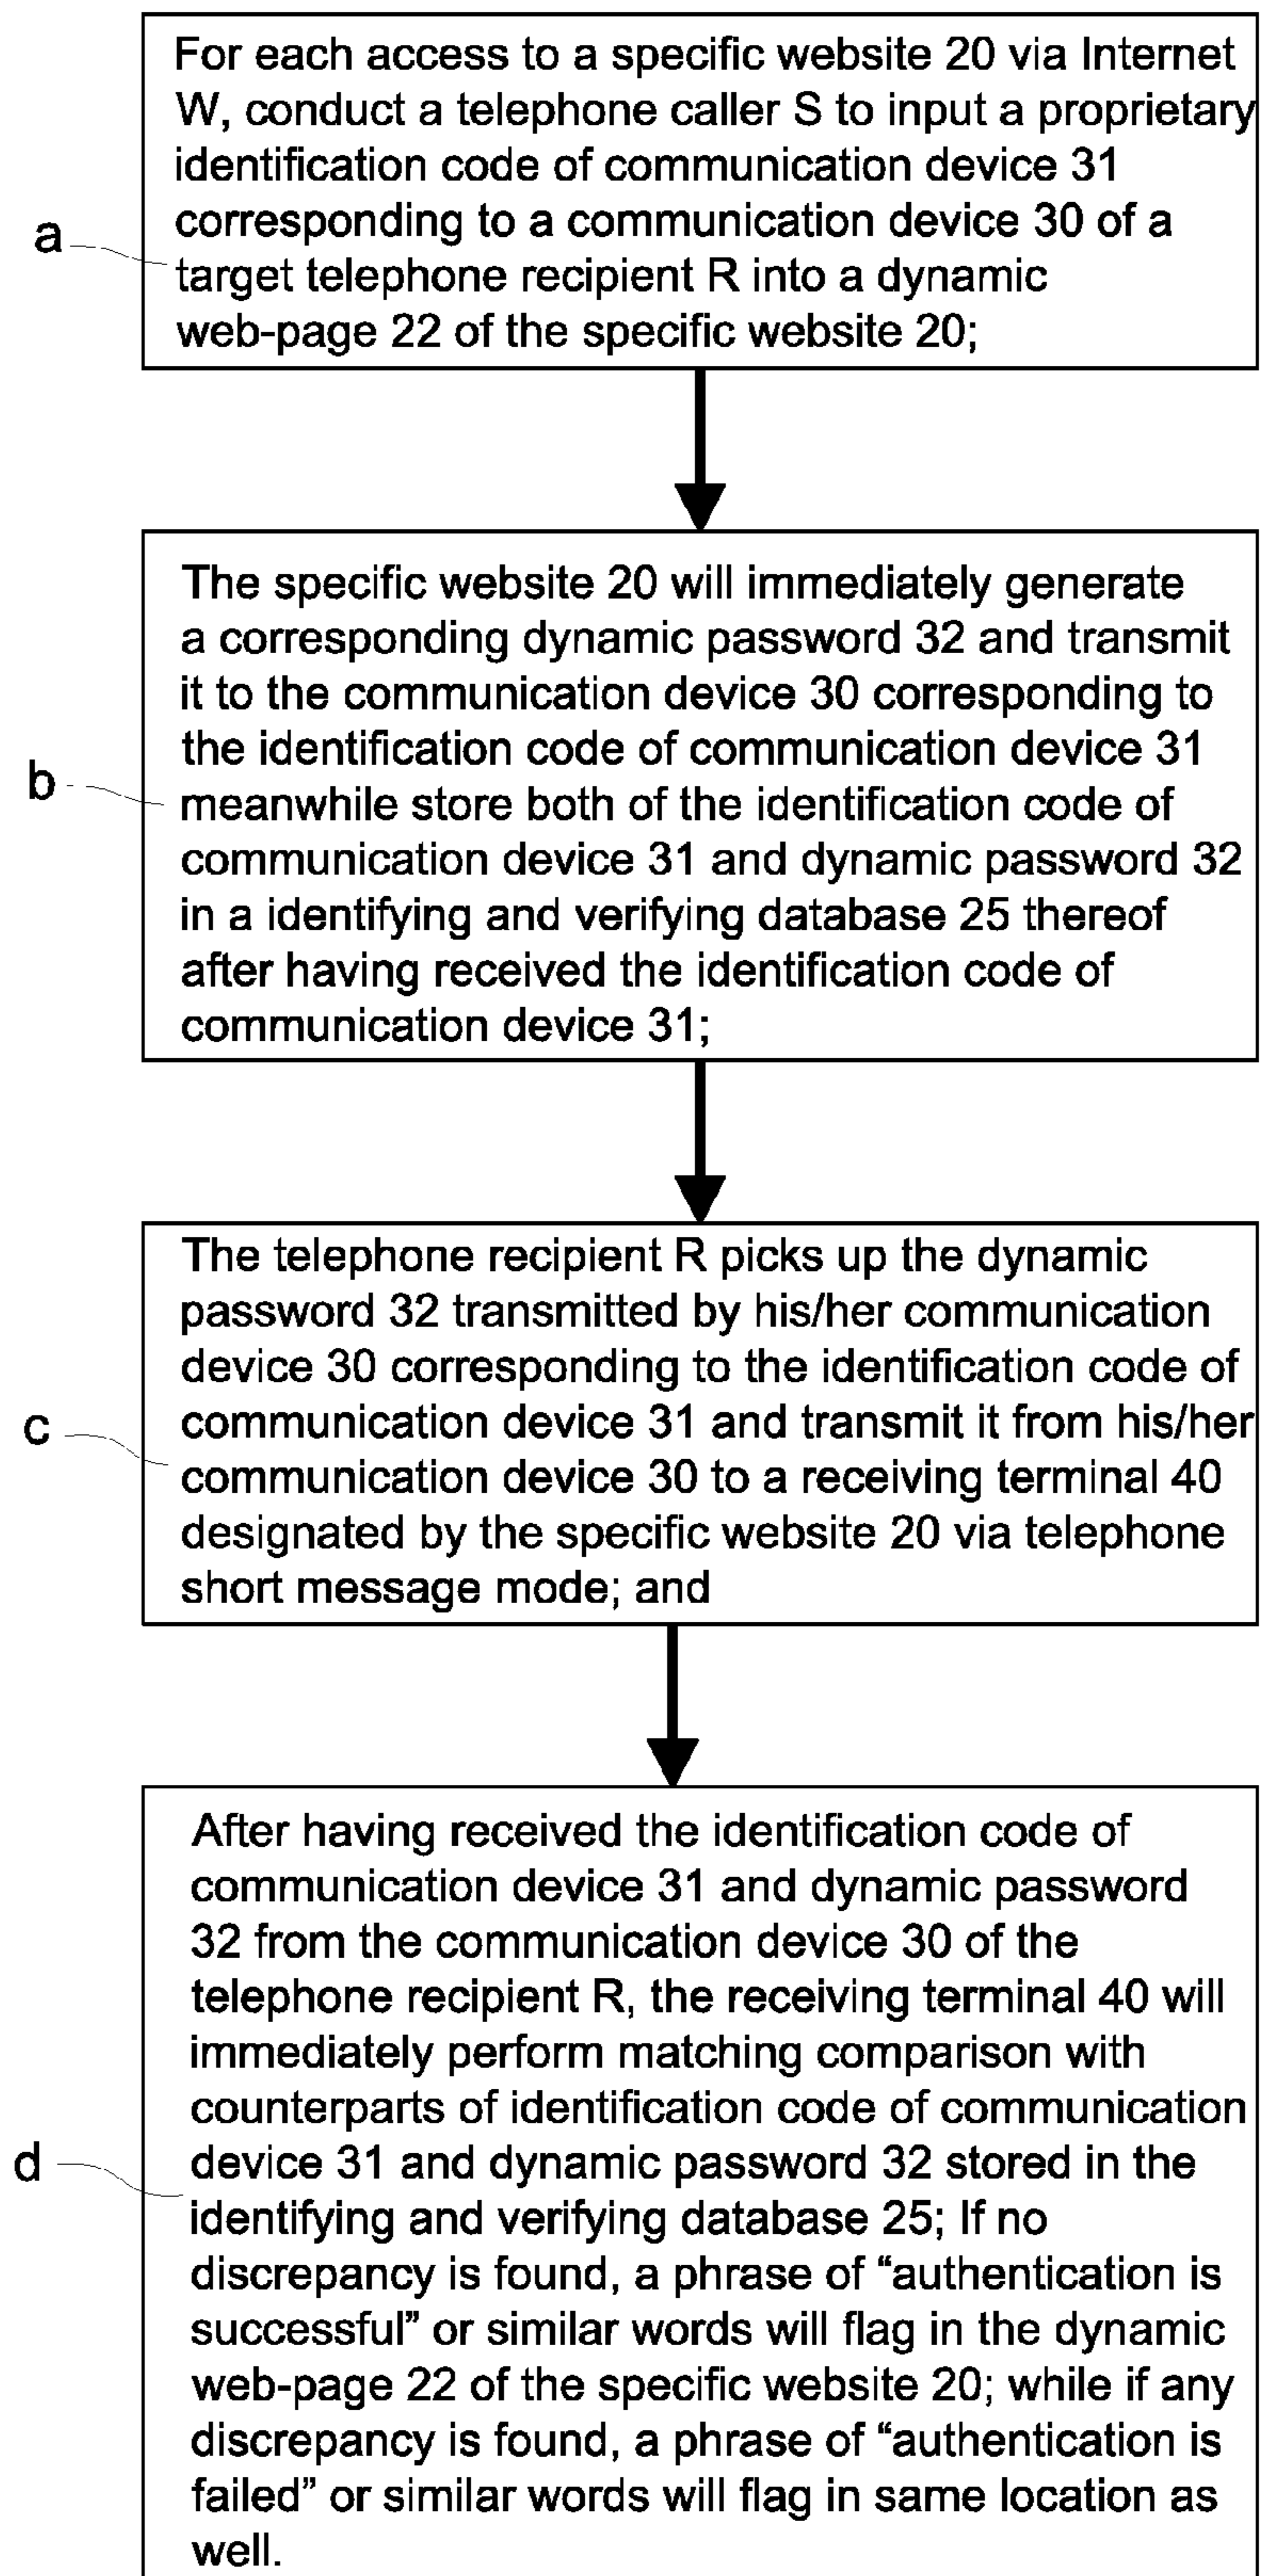 For each access to a specific website 20 via Internet
W, conduct a telephone caller S to input a proprietary
identification code of communication device 31
corresponding to a communication device 30 of a
target telephone recipient R into a dynamic
web-page 22 of the specific website 20;
a
The specific website 20 will immediately generate
a corresponding dynamic password 32 and transmit
it to the communication device 30 corresponding to
the identification code of communication device 31
meanwhile store both of the identification code of
communication device 31 and dynamic password 32
in a identifying and verifying database 25 thereof
after having received the identification code of
communication device 31;
b
The telephone recipient R picks up the dynamic
password 32 transmitted by his/her communication
device 30 corresponding to the identification code of
communication device 31 and transmit it from his/her
communication device 30 to a receiving terminal 40
designated by the specific website 20 via telephone
short message mode; and
c
After having received the identification code of
communication device 31 and dynamic password
32 from the communication device 30 of the
telephone recipient R, the receiving terminal 40 will
immediately perform matching comparison with
counterparts of identification code of communication
device 31 and dynamic password 32 stored in the
identifying and verifying database 25; If no
discrepancy is found, a phrase of “authentication is
successful” or similar words will flag in the dynamic
web-page 22 of the specific website 20; while if any
discrepancy is found, a phrase of “authentication is
failed” or similar words will flag in same location as
well.
d